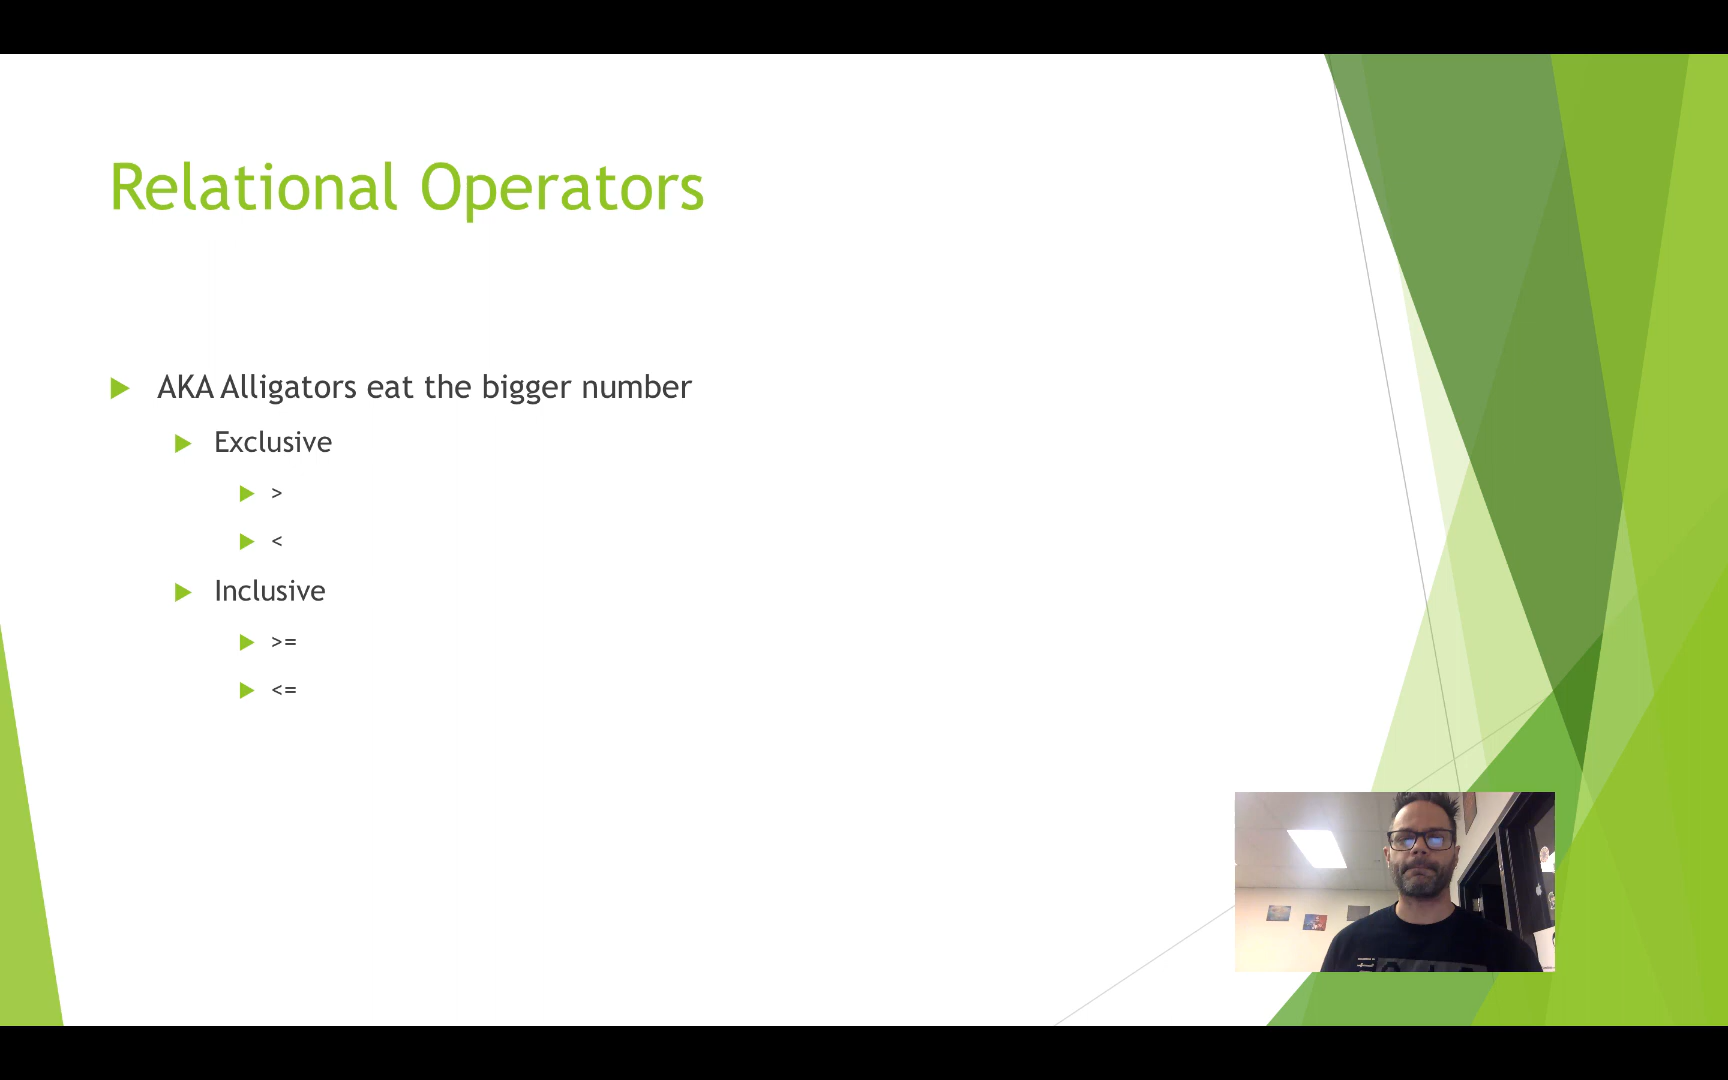 Relational Operators
AKA Alligators eat the bigger number
Exclusive
>
<
Inclusive
>=
<=